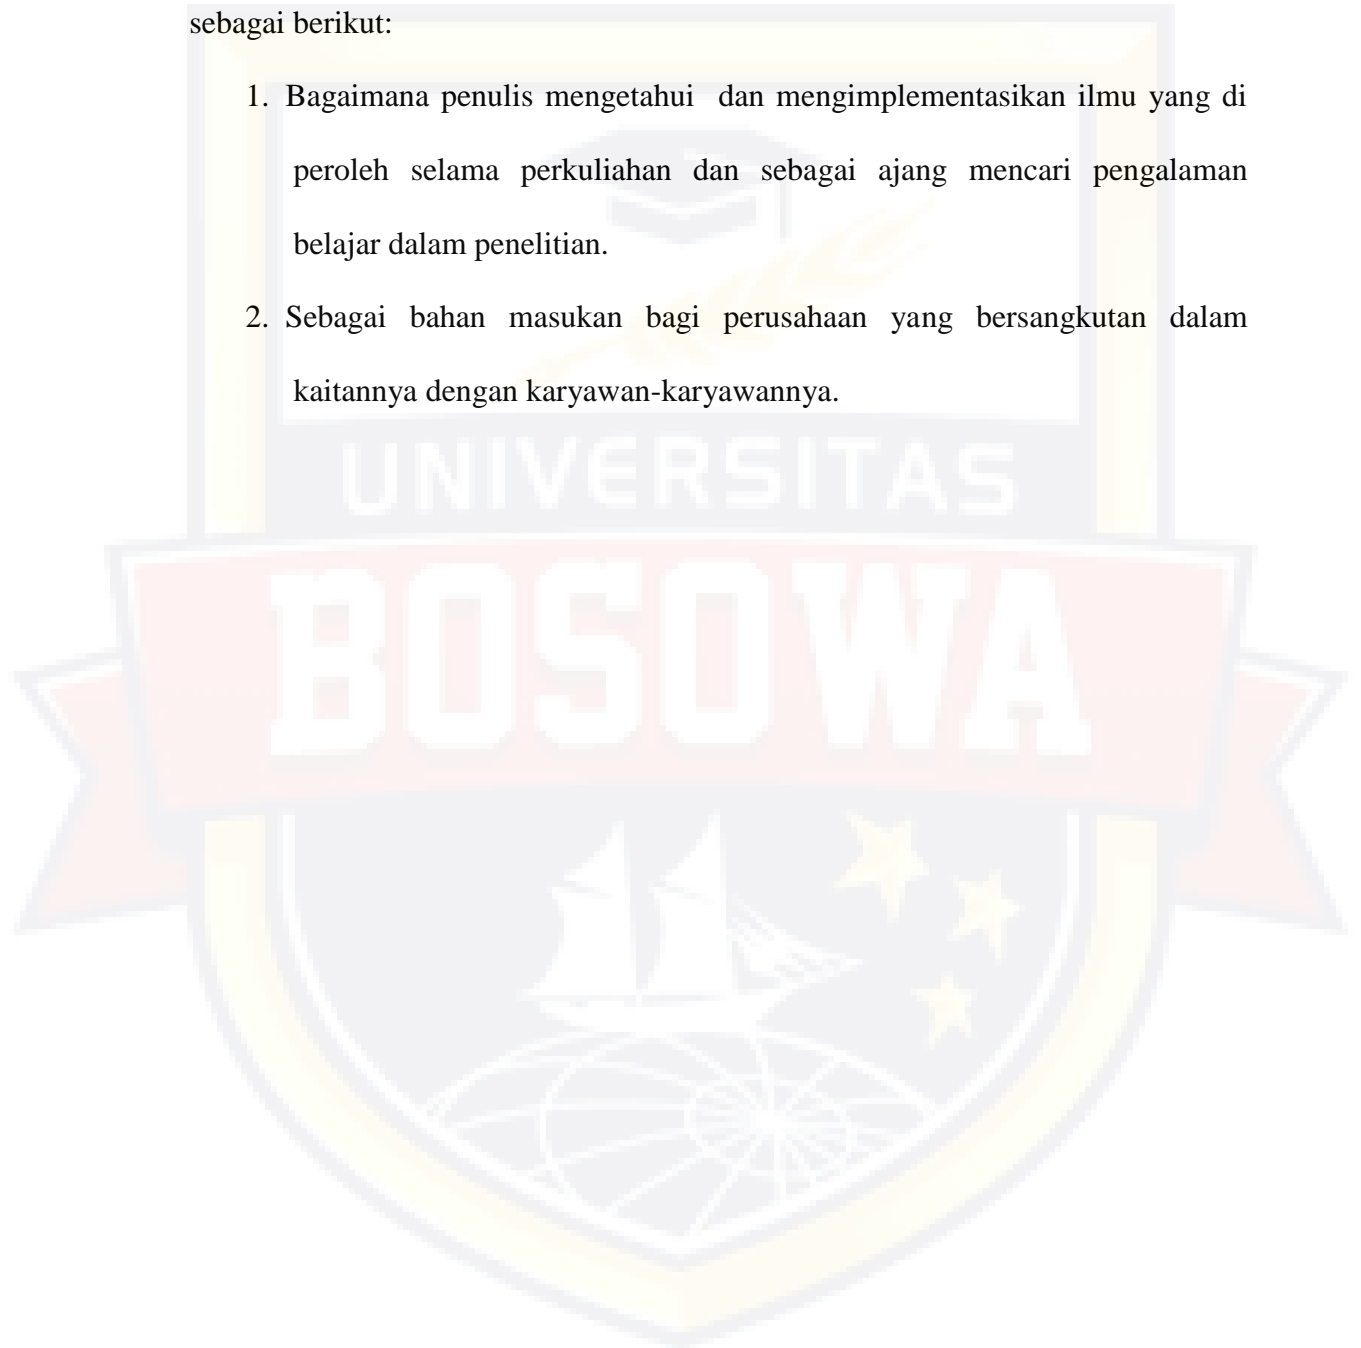 sebagai berikut:
1. Bagaimana penulis mengetahui dan mengimplementasikan ilmu yang di
peroleh selama perkuliahan dan sebagai ajang mencari pengalaman
belajar dalam penelitian.
2. Sebagai bahan masukan bagi perusahaan yang bersangkutan dalam
kaitannya dengan karyawan-karyawannya.
UNIVERSITAS
BOSOWA